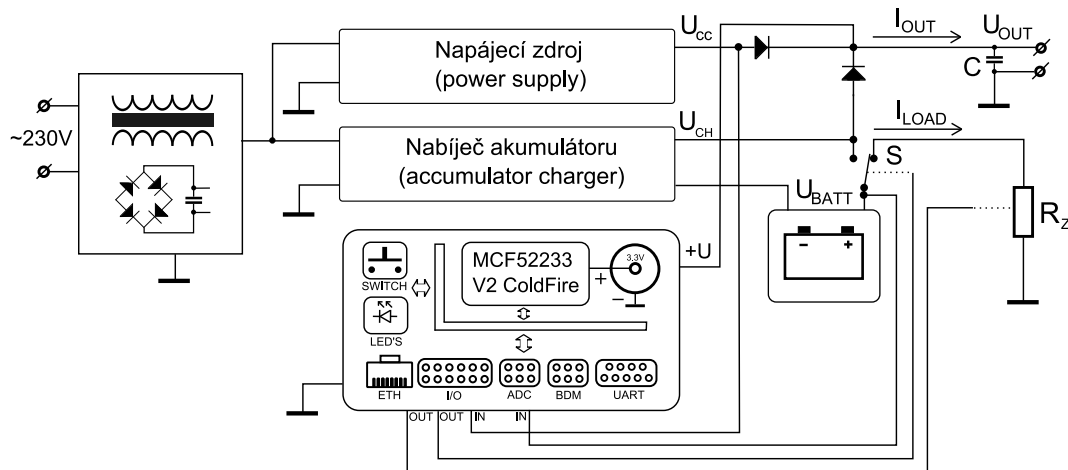 Napájecí zdroj
(power supply)
Ucc
IOUT
UOUT
C
~230V
Nabíječ akumulátoru
(accumulator charger)
UCH
ILOAD
S
UBATT
RZ
- +
+U
MCF52233
V2 ColdFire
3,3V
+
−
SWITCH
LED'S
ETH
I/O
ADC
BDM
UART
OUT OUT IN IN